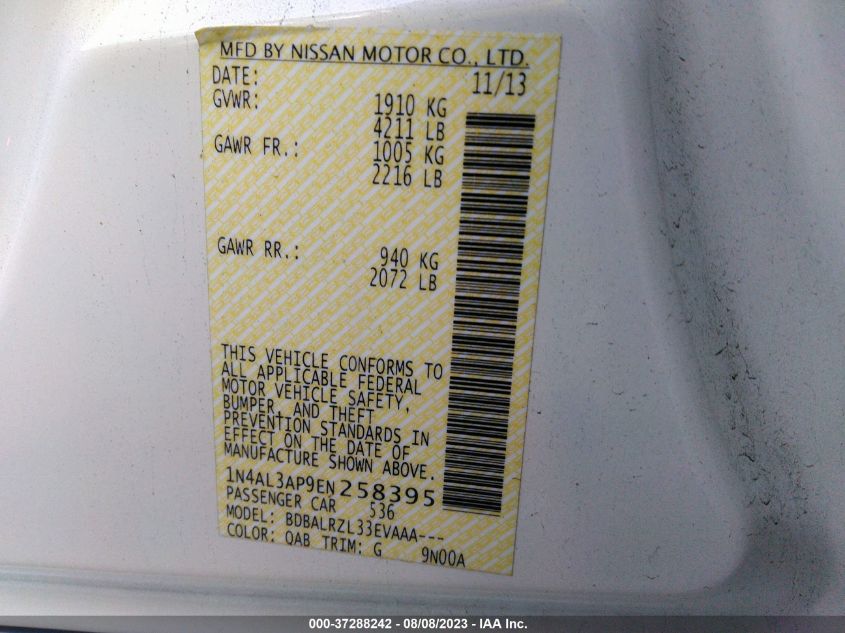 MFD BY NISSAN MOTOR CO., LTD.
DATE: 11/13
GVWR: 1910 KG
4211 LB
GAWR FR.: 1005 KG
2216 LB
GAWR RR.: 940 KG
2072 LB
THIS VEHICLE CONFORMS TO
ALL APPLICABLE FEDERAL
MOTOR VEHICLE SAFETY,
BUMPER, AND THEFT
PREVENTION STANDARDS IN
EFFECT ON THE DATE OF
MANUFACTURE SHOWN ABOVE.
1N4AL3AP9EN258395
PASSENGER CAR 536
MODEL: BDBALRZL33EVAAA---
COLOR: QAB TRIM: G 9N00A
000-37288242 - 08/08/2023 - IAA Inc.